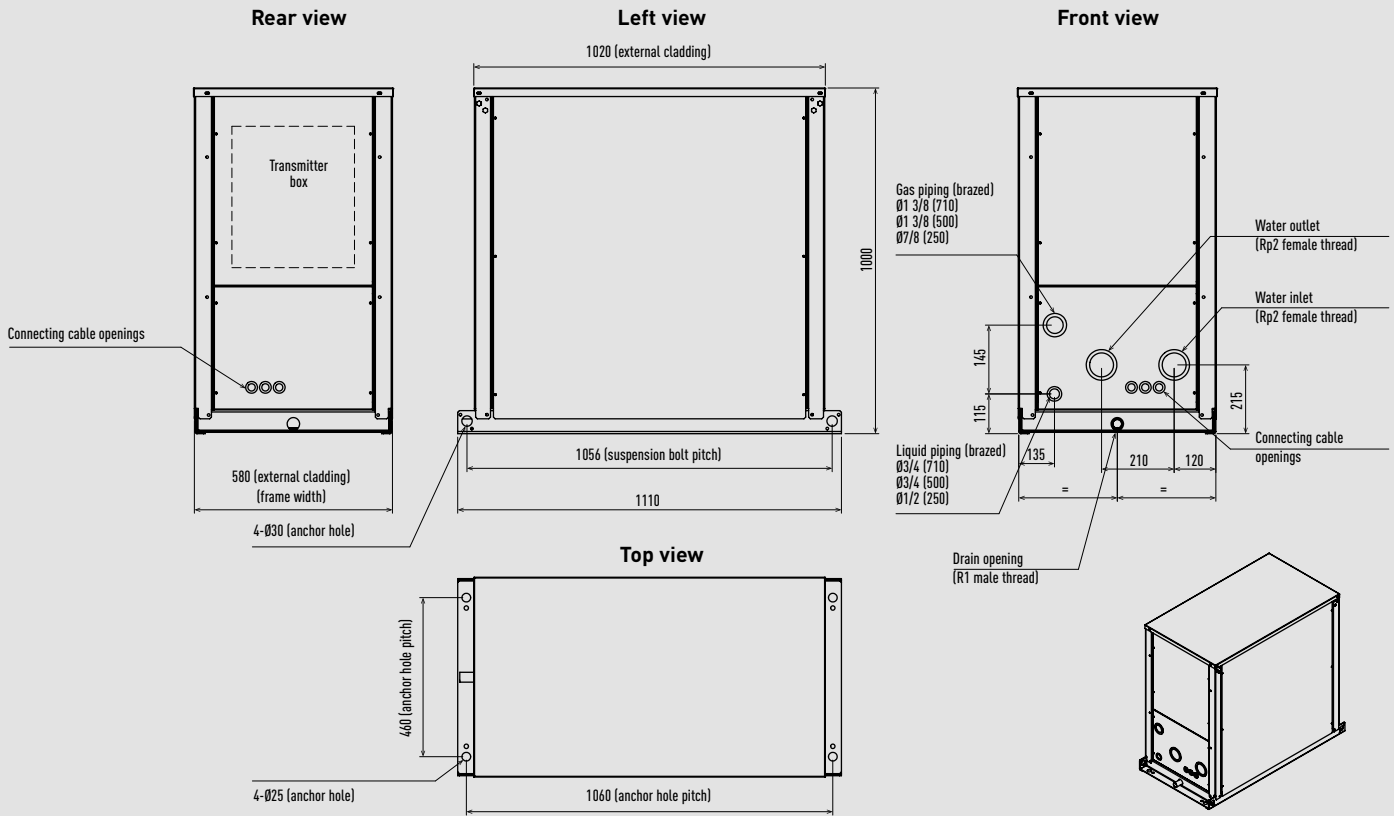 Rear view
Left view
Front view
1020 (external cladding)
Transmitter
box
Connecting cable openings
580 (external cladding)
(frame width)
4-Ø30 (anchor hole)
1000
1056 (suspension bolt pitch)
1110
Gas piping (brazed)
Ø1 3/8 (710)
Ø1 3/8 (500)
Ø7/8 (250)
Water outlet
(Rp2 female thread)
Water inlet
(Rp2 female thread)
145
115
215
Liquid piping (brazed)
Ø3/4 (710)
Ø3/4 (500)
Ø1/2 (250)
135
210
120
=
=
Connecting cable
openings
Drain opening
(R1 male thread)
Top view
460 (anchor hole pitch)
4-Ø25 (anchor hole)
1060 (anchor hole pitch)